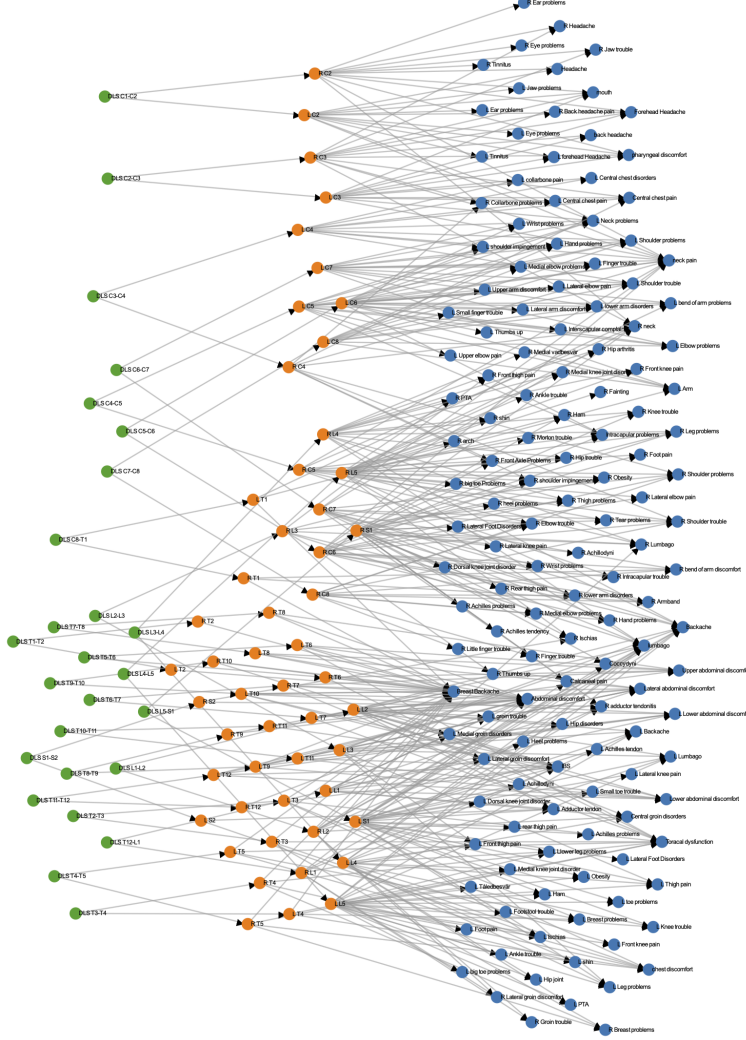 R Ear problems
R Headache
R Eye problems
R Jaw trouble
R Tinnitus
Headache
R C2
L Jaw problems
mouth
DLS C1-C2
L Ear problems
R Back headache pain
Forehead Headache
L C2
L Eye problems
back headache
R C3
L Tinnitus
L forehead Headache
pharyngeal discomfort
DLS C2-C3
L collarbone pain
L Central chest disorders
L C3
R Collarbone problems
L Central chest pain
Central chest pain
L C4
L Wrist problems
L Neck problems
L shoulder impingement
L Hand problems
L Shoulder problems
L C7
L Medial elbow problems
L Finger trouble
neck pain
DLS C3-C4
L Upper arm discomfort
L Lateral elbow pain
L Shoulder trouble
L C5
L C6
L Small finger trouble
L Lateral arm discomfort
L lower arm disorders
L bend of arm problems
L Thumbs up
L Interscapular complaints
R neck
L C8
L Upper elbow pain
R Medial vadbesvär
R Hip arthritis
L Elbow problems
DLS C6-C7
R C4
R Front thigh pain
R Medial knee joint disorder
R Front knee pain
DLS C4-C5
R PTA
R Ankle trouble
R Fainting
L Arm
DLS C5-C6
R shin
R Ham
R Knee trouble
R L4
R arch
R Morton trouble
Intracapular problems
R Leg problems
DLS C7-C8
R C5
R L5
R Front Akle Problems
R Hip trouble
R Foot pain
R big toe Problems
R shoulder impingement
R Obesity
R Shoulder problems
L T1
R C7
R hee problems
R Thigh problems
R Lateral elbow pain
DLS C8-T1
R L3
R S1
R Lateral Foot Disorders
R Elbow trouble
R Tear problems
R Shoulder trouble
R C6
R Lateral knee pain
R Achillodyni
R Lumbago
R T1
R Dorsal knee joint disorder
R Wrist problems
R Intracapular trouble
R bend of arm discomfort
R C8
R Rear thigh pain
R lower arm disorders
R Armband
DLS L2-L3
R T8
R Achilles problems
R Medial elbow problems
R Hand problems
Backache
DLS T7-T8
R T2
DLS L3-L4
R Achilles tendency
R Ischias
DLS T1-T2
L T6
R Little finger trouble
R Finger trouble
lumbago
DLS T5-T6
R T10
L T8
Coccydyni
DLS L4-L5
L T2
R T6
R Thumbs up
Calcaneal pain
Upper abdominal discomfort
DLS T9-T10
R T7
Breast Backache
Abdominal discomfort
Lateral abdominal discomfort
DLS T6-T7
R S2
L T10
R adductor tendonitis
DLS L5-S1
L L2
L groin trouble
L Hip disorders
L Lower abdominal discomfort
DLS T10-T11
R T9
R T11
L T7
L Medial groin disorders
L Heel problems
L Backache
DLS S1-S2
L T11
L L3
L Lateral groin discomfort
IBS
L Achilles tendon
L Lumbago
DLS T8-T9
DLS L1-L2
L T12
L T9
L Achillodyni
L Small toe trouble
L Lateral knee pain
DLS T11-T12
R T12
L T3
L L1
L Dorsal knee joint disorder
L Adductor tendon
Lower abdominal discomfort
DLS T2-T3
L S2
L S1
L rear thigh pain
Central groin disorders
DLS T12-L1
R T3
R L2
L Front thigh pain
L Achilles problems
Toracal dysfunction
L T5
L L4
L Medial knee joint disorder
L Lower leg problems
L Lateral Foot Disorders
DLS T4-T5
R T4
R L1
L Tåledbesvär
L Ham
L Obesity
L Thigh pain
DLS T3-T4
L T4
L L5
L Footstool trouble
L Breast problems
L toe problems
R T5
L Foot pain
L Ischies
L Knee trouble
L Ankle trouble
L shin
L Front knee pain
L big toe problems
L Hip joint
chest discomfort
R Lateral groin discomfort
L PTA
L Leg problems
R Groin trouble
R Breast problems